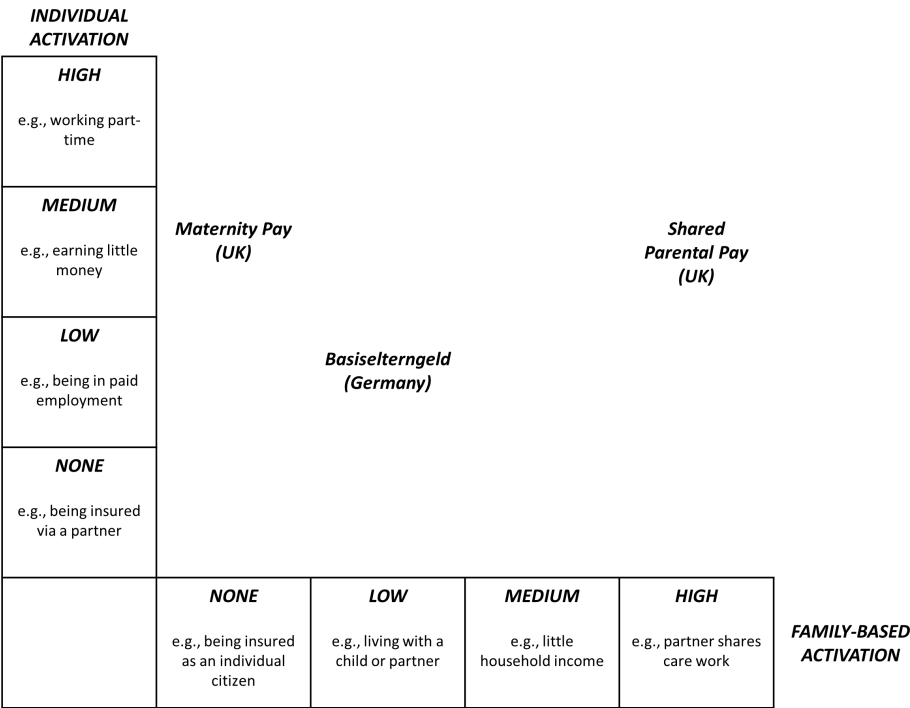 INDIVIDUAL
ACTIVATION
HIGH
e.g., working part-
time
MEDIUM
e.g., earning little
money
Maternity Pay
(UK)
Shared
Parental Pay
(UK)
LOW
e.g., being in paid
employment
Basiselterngeld
(Germany)
NONE
e.g., being insured
via a partner
NONE
e.g., being insured
as an individual
citizen
LOW
e.g., living with a
child or partner
MEDIUM
e.g., little
household income
HIGH
e.g., partner shares
care work
FAMILY-BASED
ACTIVATION